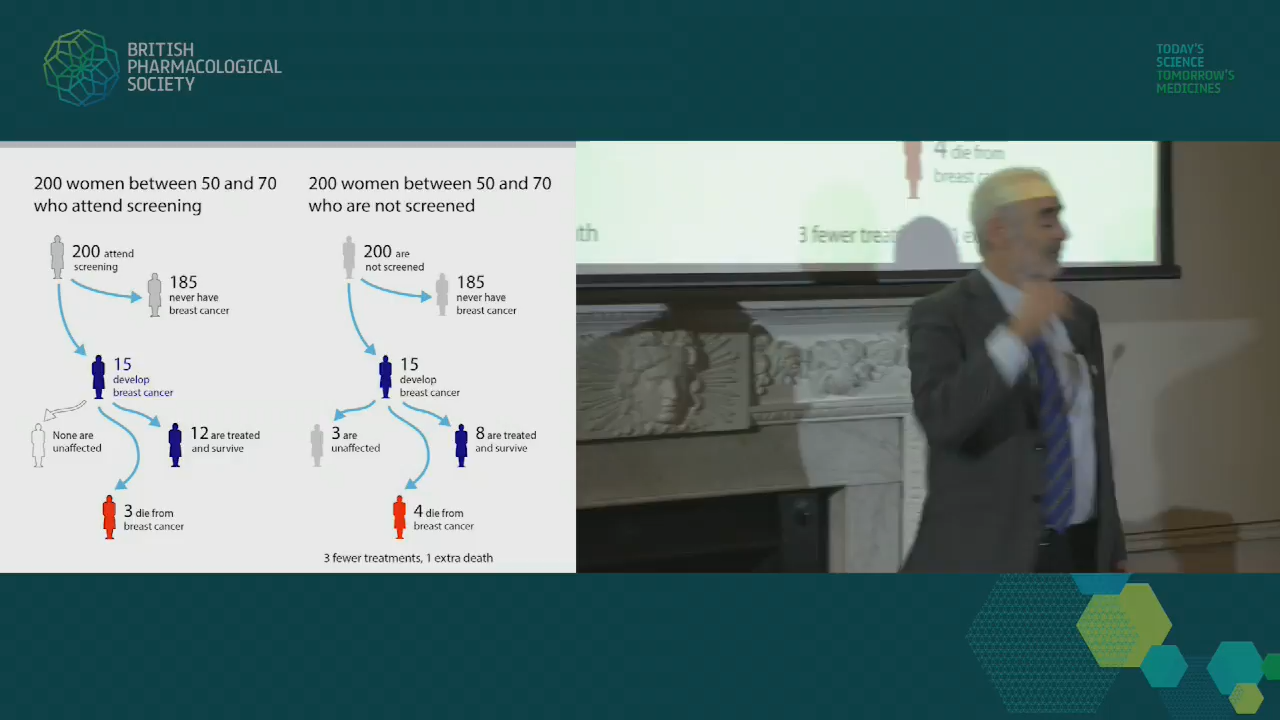 BRITISH
PHARMACOLOGICAL
SOCIETY
TODAY'S
SCIENCE
TOMORROW'S
MEDICINES
200 women between 50 and 70
who attend screening
200 attend
screening
185
never have
breast cancer
15
develop
breast cancer
None are
unaffected
12 are treated
and survive
3 die from
breast cancer
200 women between 50 and 70
who are not screened
200 are
not screened
185
never have
breast cancer
15
develop
breast cancer
3 are
unaffected
8 are treated
and survive
4 die from
breast cancer
3 fewer treatments, 1 extra death
4 die from
breast
3 fewer